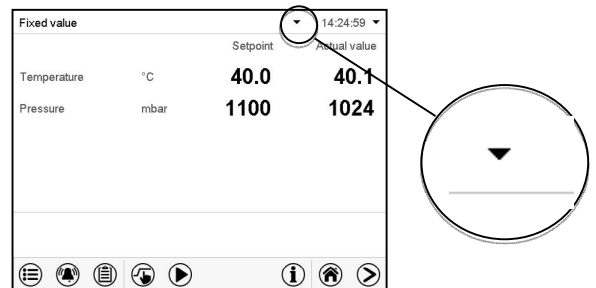 Fixed value 14:24:59
Setpoint Actual value
Temperature °C 40.0 40.1
Pressure mbar 1100 1024